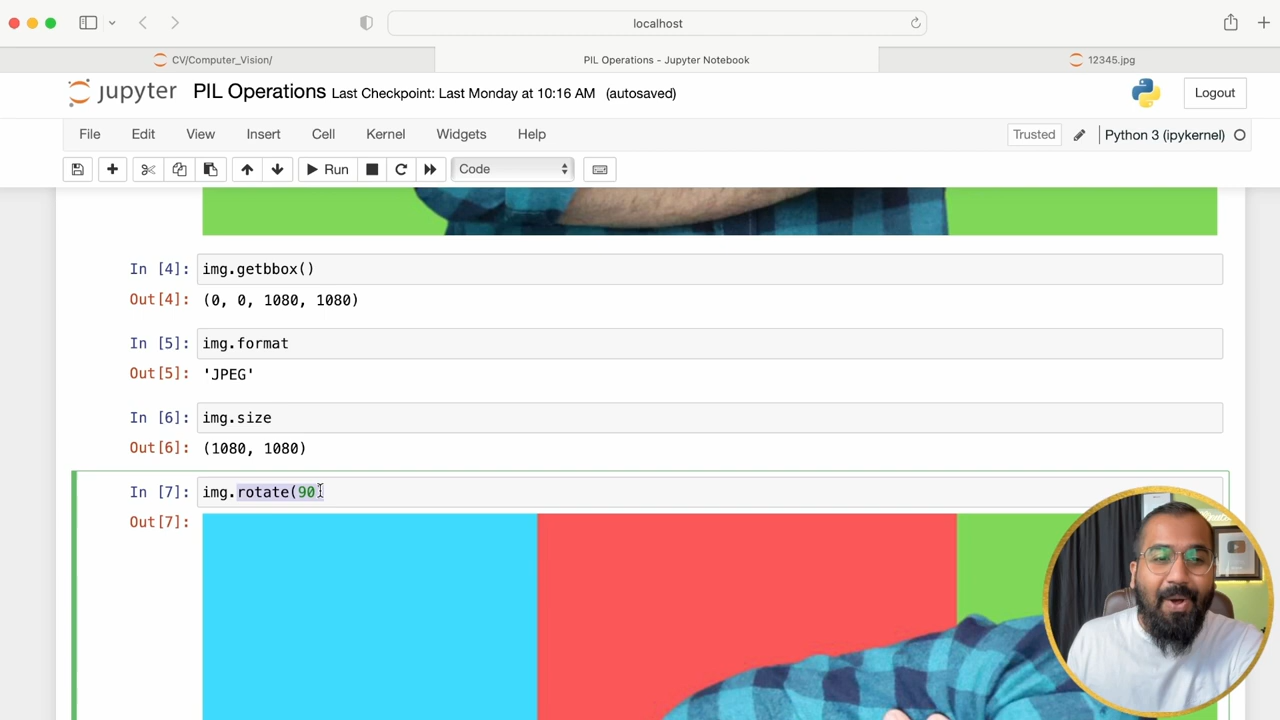 localhost
CV/Computer_Vision/
PIL Operations - Jupyter Notebook
12345.jpg
jupyter PIL Operations Last Checkpoint: Last Monday at 10:16 AM (autosaved)
Logout
File Edit View Insert Cell Kernel Widgets Help
Trusted
Python 3 (ipykernel)
Run
Code
In [4]: img.getbbox()
Out[4]: (0, 0, 1080, 1080)
In [5]: img.format
Out[5]: 'JPEG'
In [6]: img.size
Out[6]: (1080, 1080)
In [7]: img.rotate(90)
Out[7]: